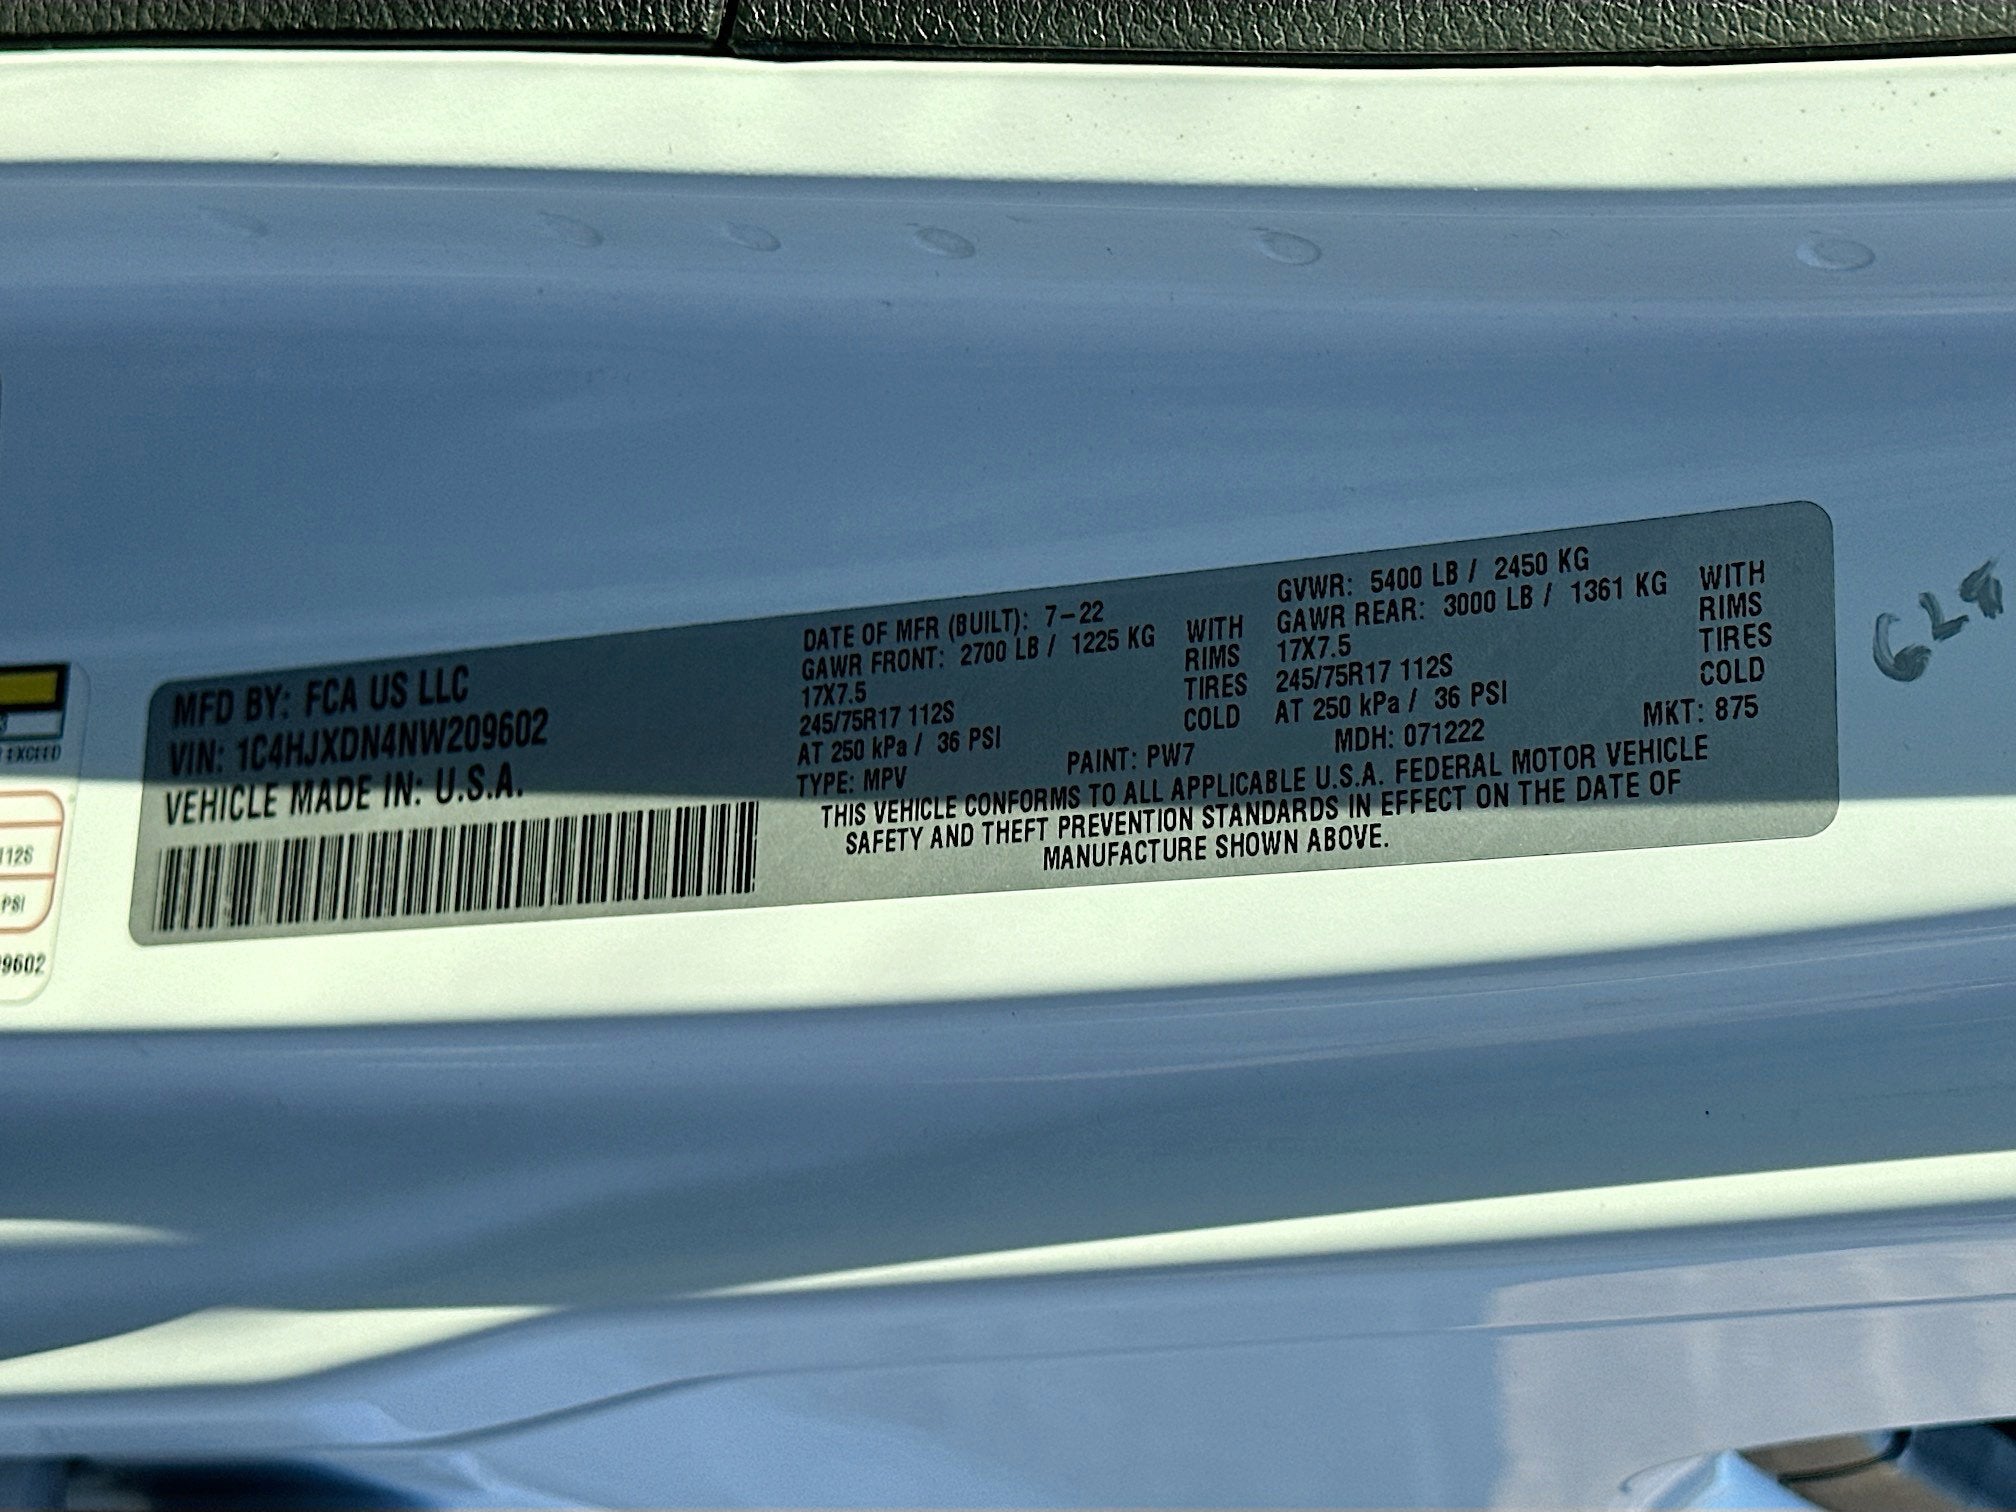 MFD BY: FCA US LLC
VIN: 1C4HJXDN4NW209602
VEHICLE MADE IN: U.S.A.
DATE OF MFR (BUILT): 7-22
GAWR FRONT: 2700 LB / 1225 KG WITH
17X7.5 RIMS
245/75R17 112S TIRES
AT 250 kPa / 36 PSI COLD
TYPE: MPV
GVWR: 5400 LB / 2450 KG
GAWR REAR: 3000 LB / 1361 KG WITH
17X7.5 RIMS
245/75R17 112S TIRES
AT 250 kPa / 36 PSI COLD
PAINT: PW7 MDH: 071222 MKT: 875
THIS VEHICLE CONFORMS TO ALL APPLICABLE U.S.A. FEDERAL MOTOR VEHICLE
SAFETY AND THEFT PREVENTION STANDARDS IN EFFECT ON THE DATE OF
MANUFACTURE SHOWN ABOVE.
EXCEED
112S
PSI
9602